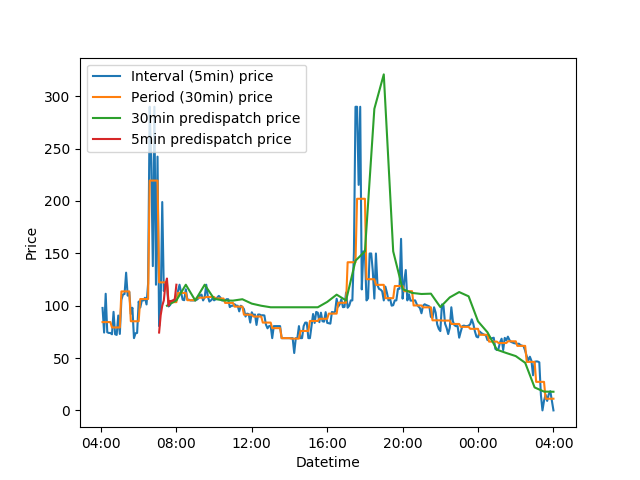 Interval (5min) price
Period (30min) price
30min predispatch price
5min predispatch price
Price
300
250
200
150
100
50
0
04:00 08:00 12:00 16:00 20:00 00:00 04:00
Datetime